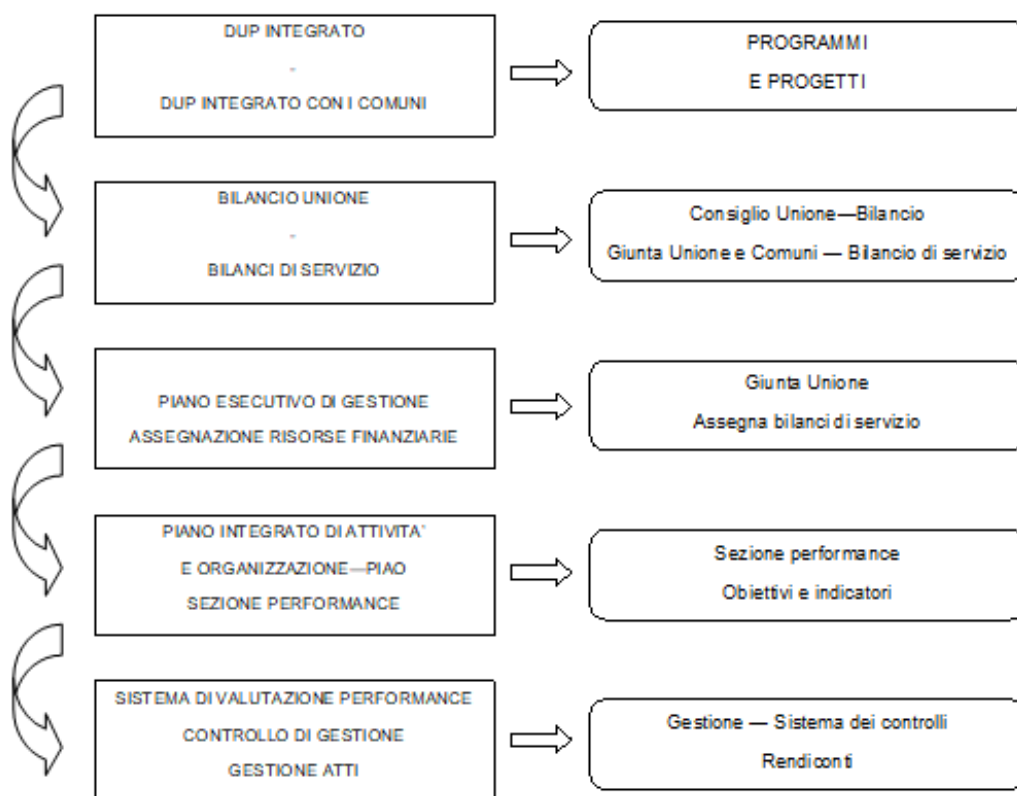 DUP INTEGRATO
-
DUP INTEGRATO CON I COMUNI
PROGRAMMI
E PROGETTI
BILANCIO UNIONE
-
BILANCI DI SERVIZIO
Consiglio Unione—Bilancio
Giunta Unione e Comuni — Bilancio di servizio
PIANO ESECUTIVO DI GESTIONE
ASSEGNAZIONE RISORSE FINANZIARIE
Giunta Unione
Assegna bilanci di servizio
PIANO INTEGRATO DI ATTIVITA'
E ORGANIZZAZIONE—PIAO
SEZIONE PERFORMANCE
Sezione performance
Obiettivi e indicatori
SISTEMA DI VALUTAZIONE PERFORMANCE
CONTROLLO DI GESTIONE
GESTIONE ATTI
Gestione — Sistema dei controlli
Rendiconti